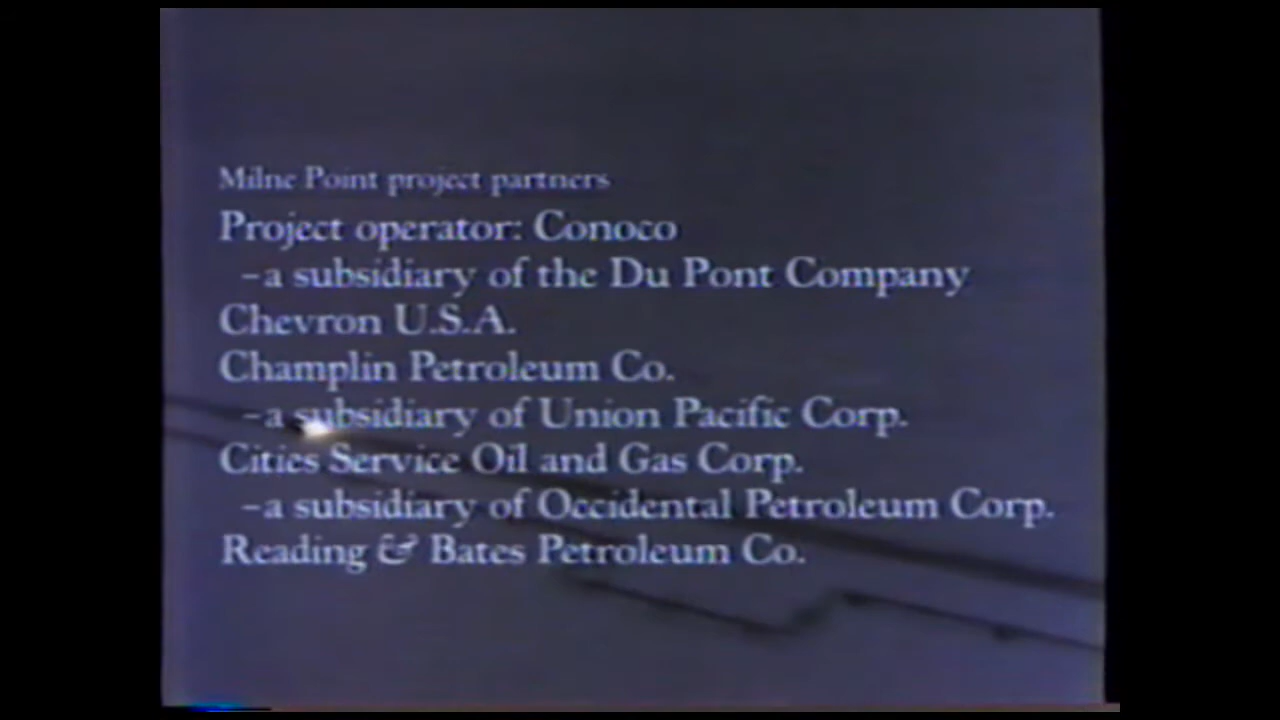 Milne Point project partners
Project operator: Conoco
–a subsidiary of the Du Pont Company
Chevron U.S.A.
Champlin Petroleum Co.
–a subsidiary of Union Pacific Corp.
Cities Service Oil and Gas Corp.
–a subsidiary of Occidental Petroleum Corp.
Reading & Bates Petroleum Co.